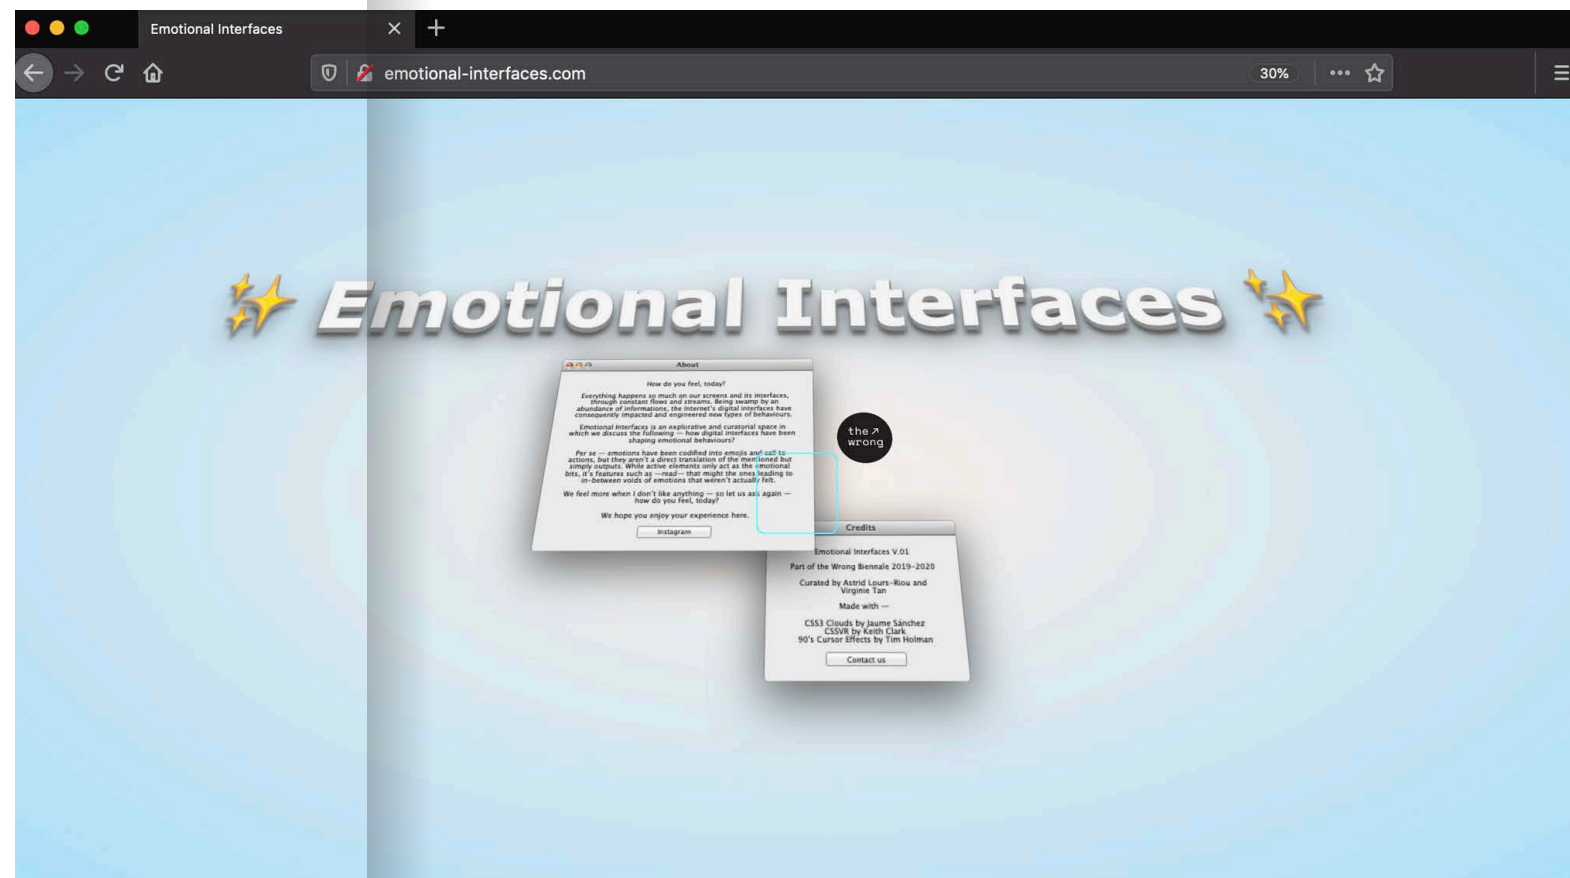 Emotional Interfaces
emotional-interfaces.com
30%
✨ Emotional Interfaces ✨
About
How do you feel, today?
Everything happens so much on our screens and its interfaces,
through constant flows and streams. Being swamp by an
abundance of informations, the Internet's digital interfaces have
consequently impacted and engineered new types of behaviours.
Emotional Interfaces is an explorative and curatorial space in
which we discuss the following — how digital interfaces have been
shaping emotional behaviours?
Per se — emotions have been codified into emojis and call to
actions, but they aren't a direct translation of the mentioned but
simply outputs. While active elements only act as the emotional
bits, it's features such as —read— that might the ones leading to
in-between voids of emotions that weren't actually felt.
We feel more when I don't like anything — so let us ask again —
how do you feel, today?
We hope you enjoy your experience here.
Instagram
the↗
wrong
Credits
Emotional Interfaces V.01
Part of the Wrong Biennale 2019-2020
Curated by Astrid Lours-Riou and
Virginie Tan
Made with —
CSS3 Clouds by Jaume Sánchez
CSSVR by Keith Clark
90's Cursor Effects by Tim Holman
Contact us